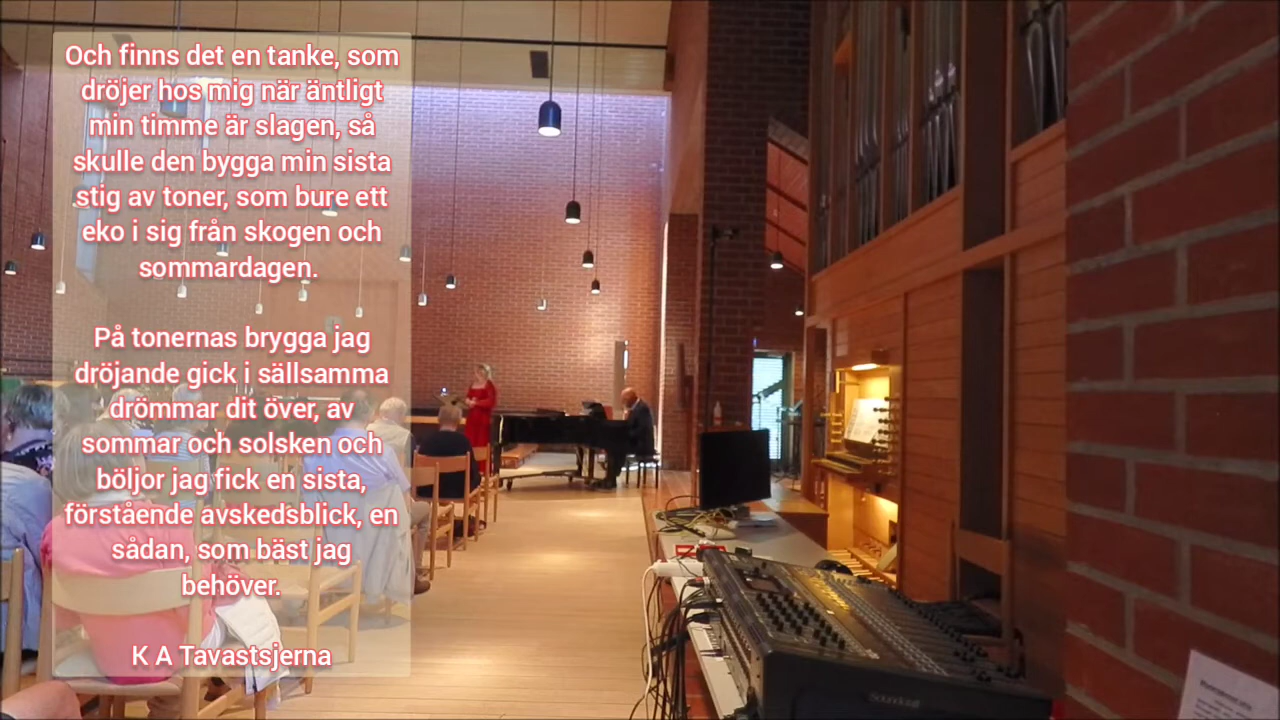 Och finns det en tanke, som
dröjer hos mig när äntligt
min timme är slagen, så
skulle den bygga min sista
stig av toner, som bure ett
eko i sig från skogen och
sommardagen.
På tonernas brygga jag
dröjande gick i sällsamma
drömmar dit över, av
sommar och solsken och
böljor jag fick en sista,
förstående avskedsblick, en
sådan, som bäst jag
behöver.
K A Tavastsjerna
Soundcraft